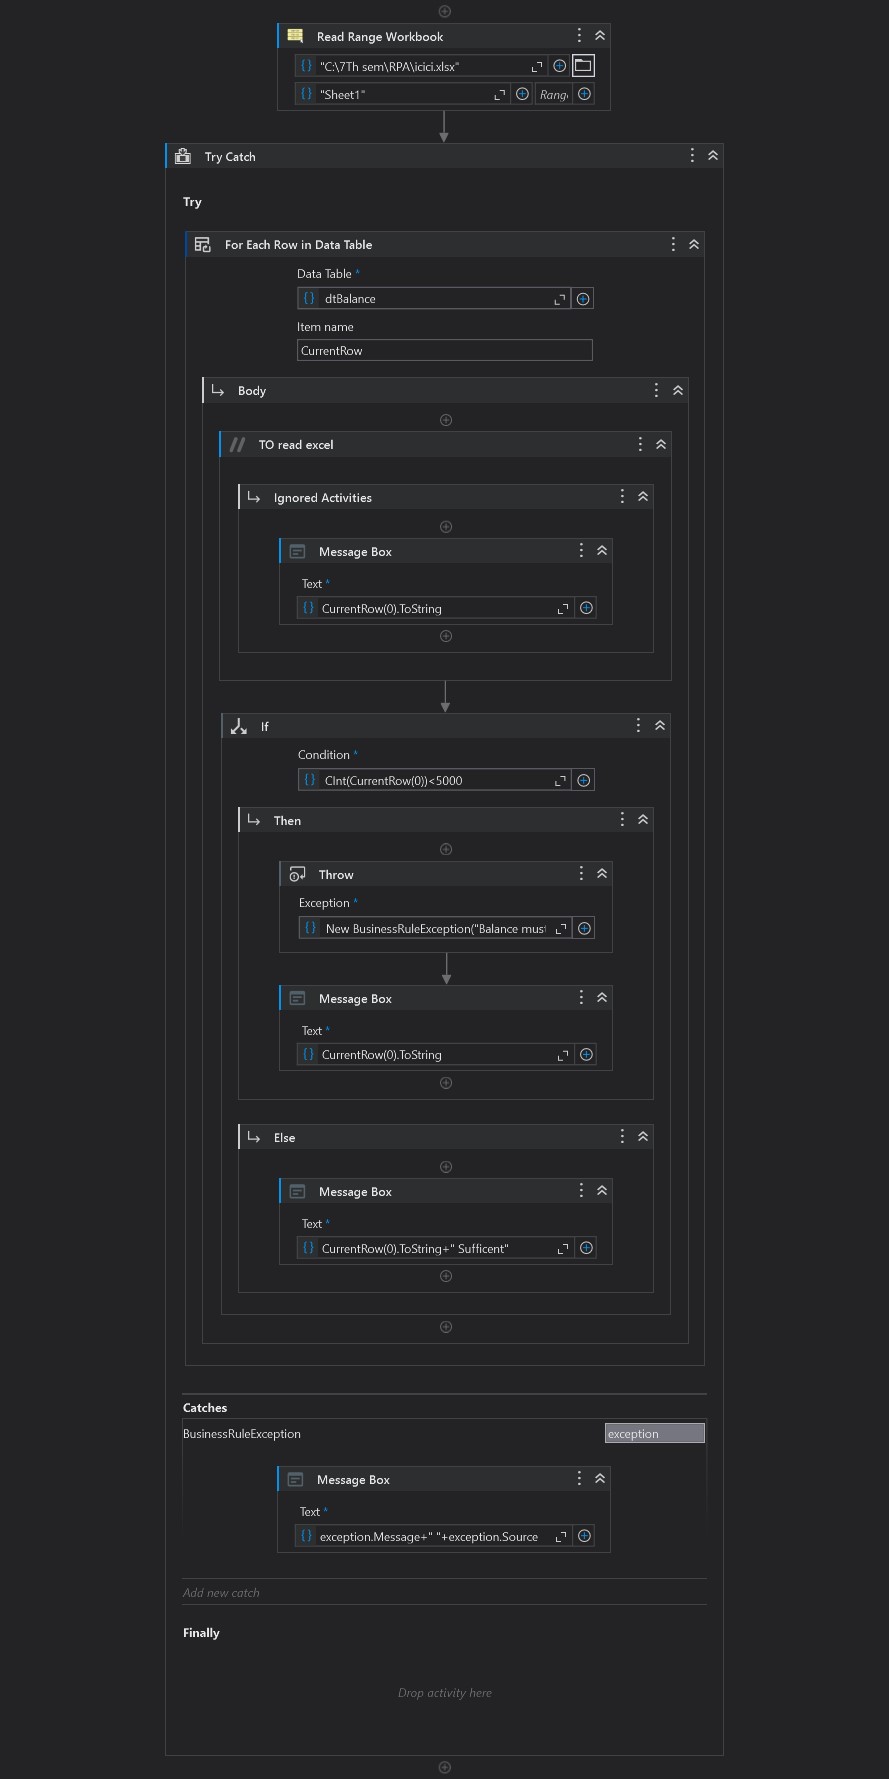 Read Range Workbook
"C:\7Th sem\RPA\icici.xlsx"
"Sheet1" Range
Try Catch
Try
For Each Row in Data Table
Data Table *
dtBalance
Item name
CurrentRow
Body
TO read excel
Ignored Activities
Message Box
Text *
CurrentRow(0).ToString
If
Condition *
CInt(CurrentRow(0))<5000
Then
Throw
Exception *
New BusinessRuleException("Balance must
Message Box
Text *
CurrentRow(0).ToString
Else
Message Box
Text *
CurrentRow(0).ToString+" Sufficent"
Catches
BusinessRuleException exception
Message Box
Text *
exception.Message+" "+exception.Source
Add new catch
Finally
Drop activity here